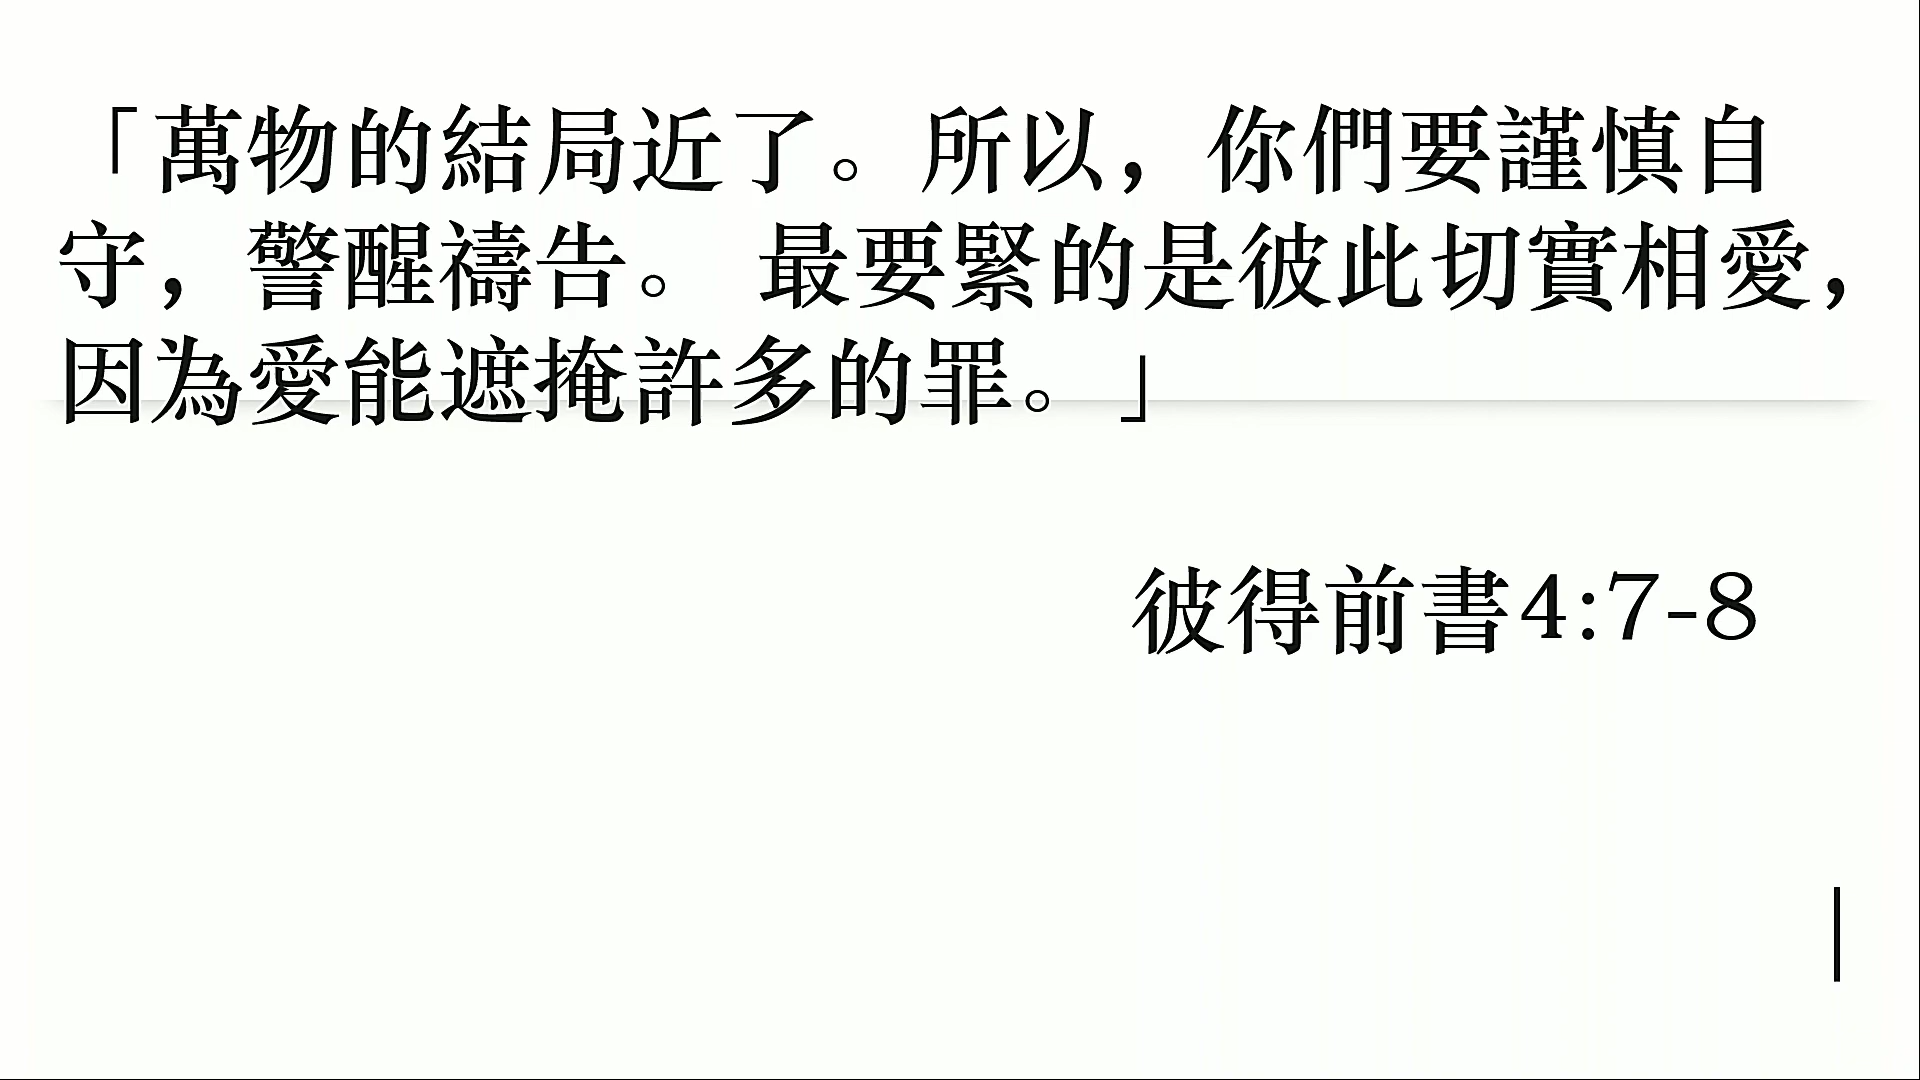 「萬物的結局近了。所以，你們要謹慎自
守，警醒禱告。 最要緊的是彼此切實相愛，
因為愛能遮掩許多的罪。」
彼得前書4:7-8